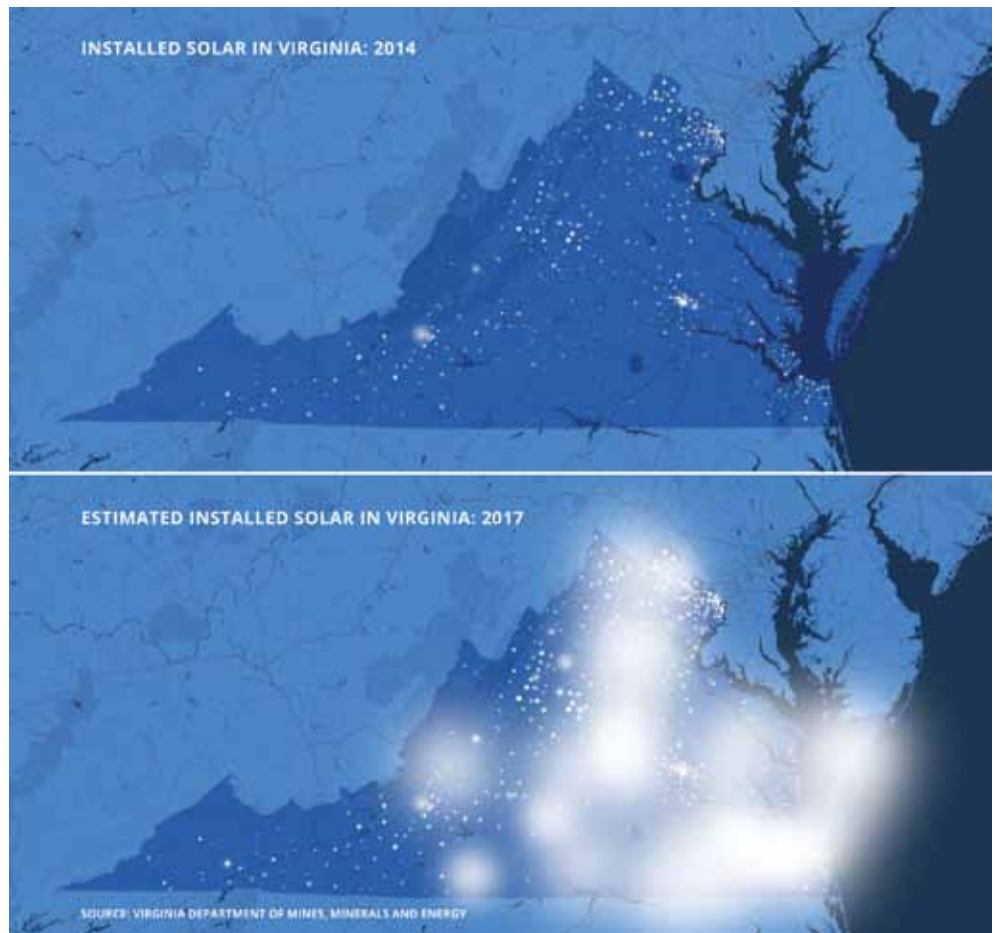 INSTALLED SOLAR IN VIRGINIA: 2014
ESTIMATED INSTALLED SOLAR IN VIRGINIA: 2017
SOURCE: VIRGINIA DEPARTMENT OF MINES, MINERALS AND ENERGY